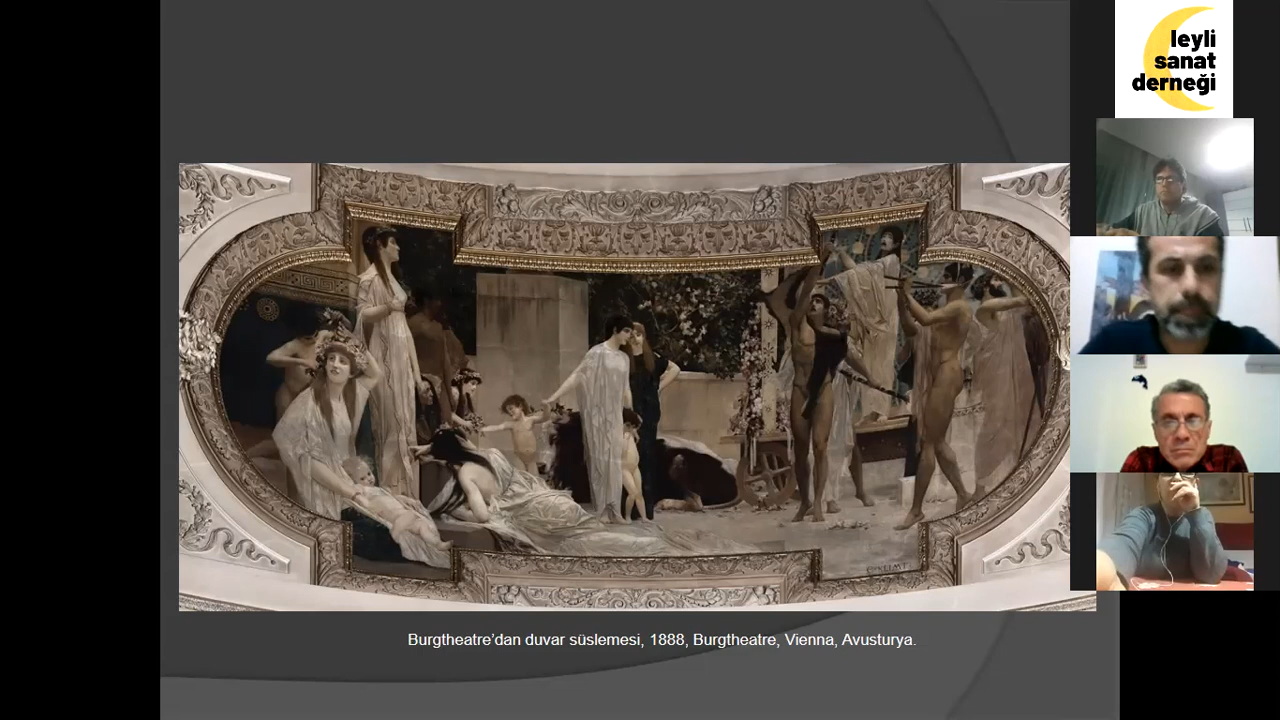 leyli
sanat
derneği
Burgtheatre’dan duvar süslemesi, 1888, Burgtheatre, Vienna, Avusturya.